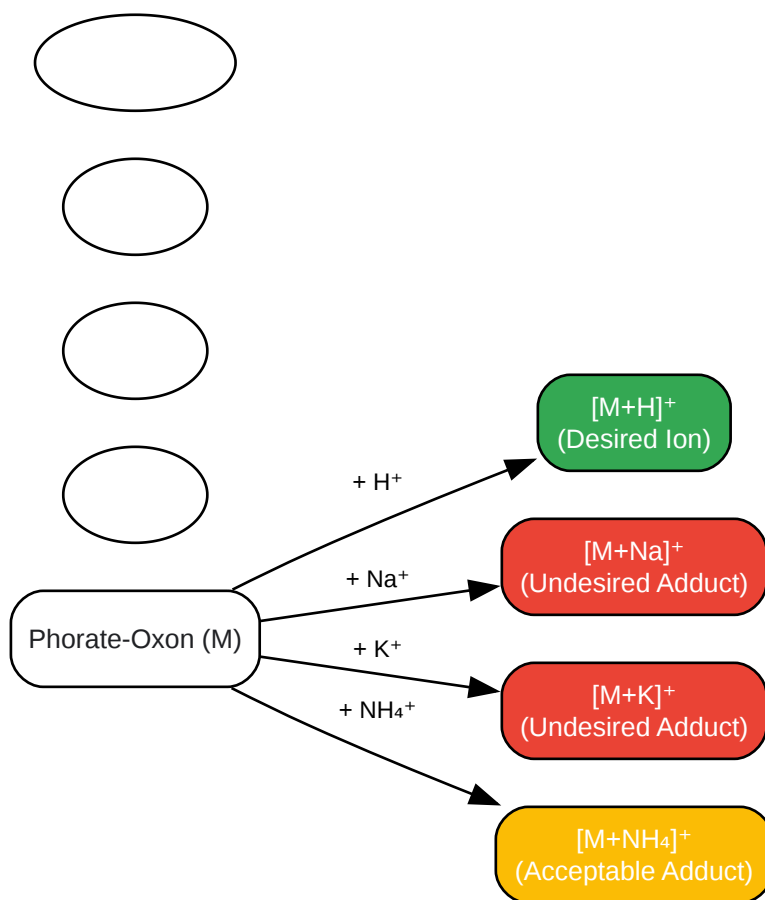 [M+H]⁺
(Desired Ion)
+ H⁺
[M+Na]⁺
(Undesired Adduct)
+ Na⁺
Phorate-Oxon (M)
+ K⁺
[M+K]⁺
(Undesired Adduct)
+ NH₄⁺
[M+NH₄]⁺
(Acceptable Adduct)